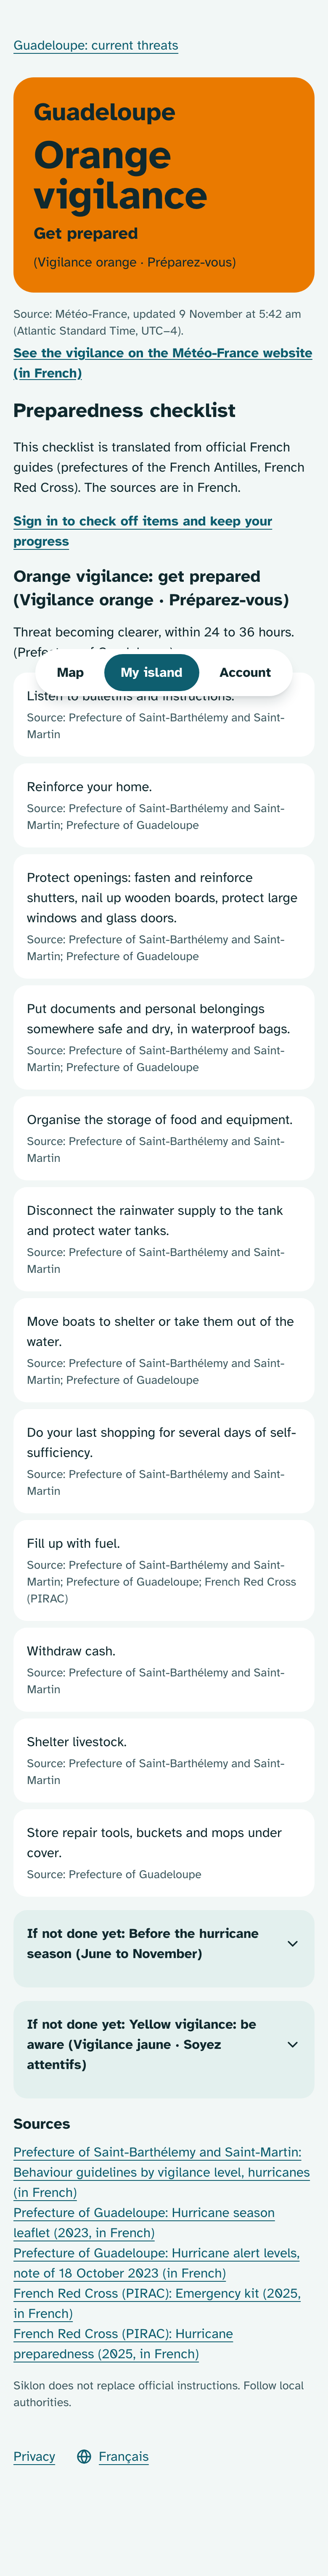 Guadeloupe: current threats
Guadeloupe
Orange
vigilance
Get prepared
(Vigilance orange · Préparez-vous)
Source: Météo-France, updated 9 November at 5:42 am
(Atlantic Standard Time, UTC−4).
See the vigilance on the Météo-France website
(in French)
Preparedness checklist
This checklist is translated from official French
guides (prefectures of the French Antilles, French
Red Cross). The sources are in French.
Sign in to check off items and keep your
progress
Orange vigilance: get prepared
(Vigilance orange · Préparez-vous)
Threat becoming clearer, within 24 to 36 hours.
Map
My island
Account
Listen to bulletins and instructions.
Source: Prefecture of Saint-Barthélemy and Saint-
Martin
Reinforce your home.
Source: Prefecture of Saint-Barthélemy and Saint-
Martin; Prefecture of Guadeloupe
Protect openings: fasten and reinforce
shutters, nail up wooden boards, protect large
windows and glass doors.
Source: Prefecture of Saint-Barthélemy and Saint-
Martin; Prefecture of Guadeloupe
Put documents and personal belongings
somewhere safe and dry, in waterproof bags.
Source: Prefecture of Saint-Barthélemy and Saint-
Martin; Prefecture of Guadeloupe
Organise the storage of food and equipment.
Source: Prefecture of Saint-Barthélemy and Saint-
Martin
Disconnect the rainwater supply to the tank
and protect water tanks.
Source: Prefecture of Saint-Barthélemy and Saint-
Martin
Move boats to shelter or take them out of the
water.
Source: Prefecture of Saint-Barthélemy and Saint-
Martin; Prefecture of Guadeloupe
Do your last shopping for several days of self-
sufficiency.
Source: Prefecture of Saint-Barthélemy and Saint-
Martin
Fill up with fuel.
Source: Prefecture of Saint-Barthélemy and Saint-
Martin; Prefecture of Guadeloupe; French Red Cross
(PIRAC)
Withdraw cash.
Source: Prefecture of Saint-Barthélemy and Saint-
Martin
Shelter livestock.
Source: Prefecture of Saint-Barthélemy and Saint-
Martin
Store repair tools, buckets and mops under
cover.
Source: Prefecture of Guadeloupe
If not done yet: Before the hurricane
season (June to November)
If not done yet: Yellow vigilance: be
aware (Vigilance jaune · Soyez
attentifs)
Sources
Prefecture of Saint-Barthélemy and Saint-Martin:
Behaviour guidelines by vigilance level, hurricanes
(in French)
Prefecture of Guadeloupe: Hurricane season
leaflet (2023, in French)
Prefecture of Guadeloupe: Hurricane alert levels,
note of 18 October 2023 (in French)
French Red Cross (PIRAC): Emergency kit (2025,
in French)
French Red Cross (PIRAC): Hurricane
preparedness (2025, in French)
Siklon does not replace official instructions. Follow local
authorities.
Privacy
Français